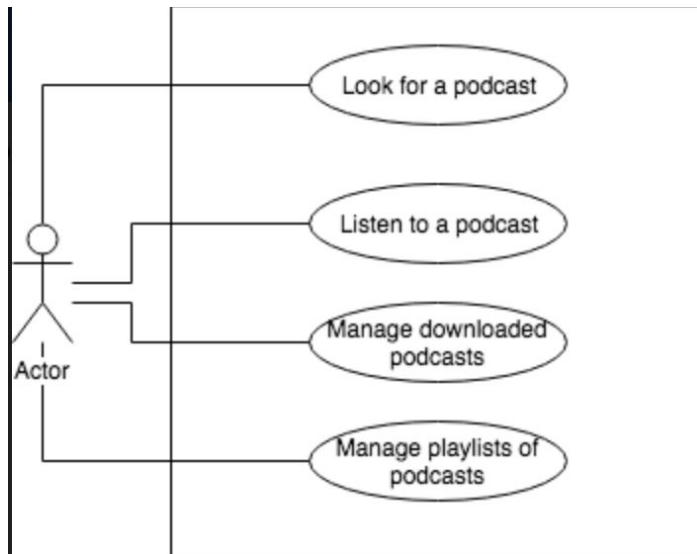 Look for a podcast
Listen to a podcast
Manage downloaded
podcasts
Actor
Manage playlists of
podcasts